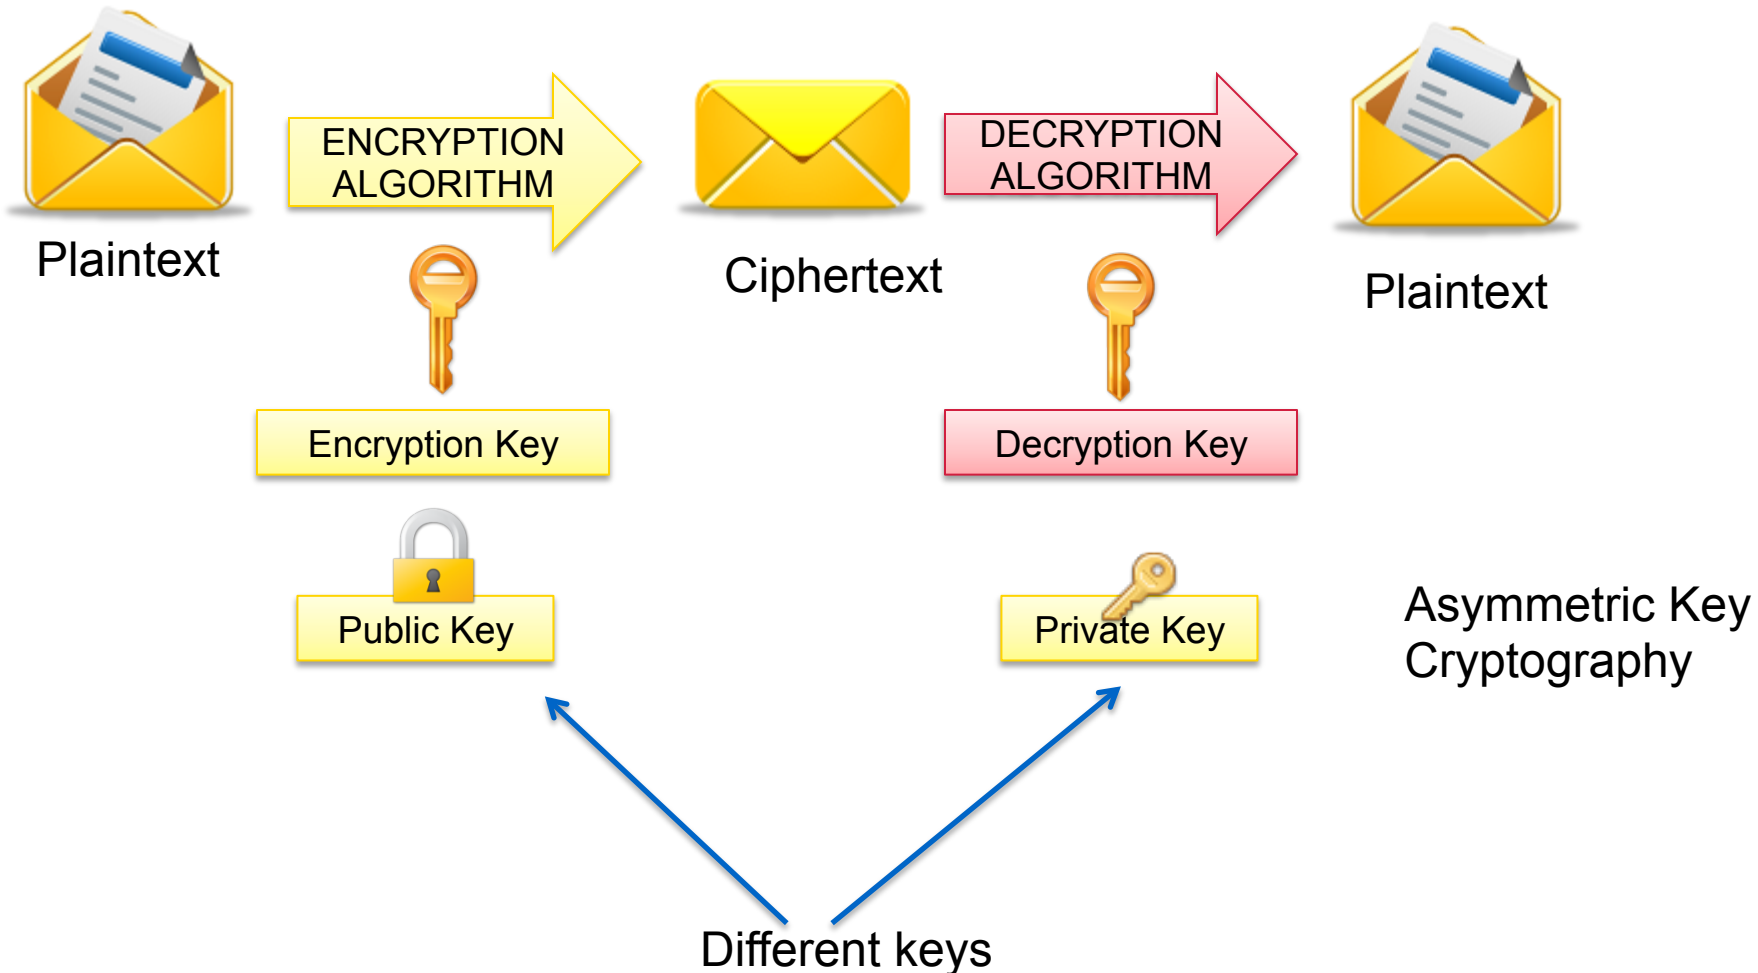 ENCRYPTION
ALGORITHM
DECRYPTION
ALGORITHM
Plaintext
Ciphertext
Plaintext
Encryption Key
Decryption Key
Public Key
Private Key
Asymmetric Key
Cryptography
Different keys